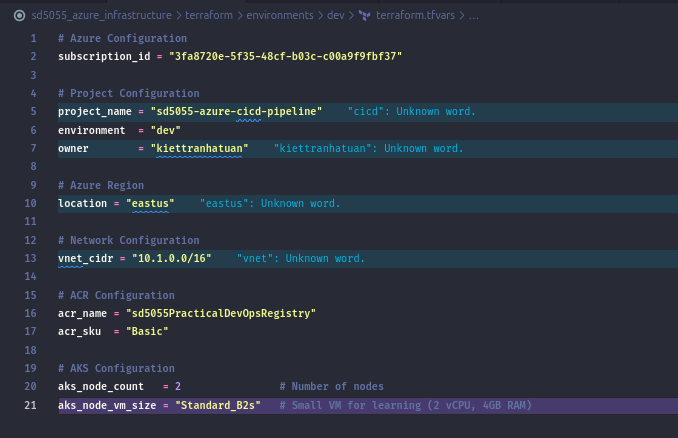 sd5055_azure_infrastructure > terraform > environments > dev > terraform.tfvars > ...
1 # Azure Configuration
2 subscription_id = "3fa8720e-5f35-48cf-b03c-c00a9f9fbf37"
3
4 # Project Configuration
5 project_name = "sd5055-azure-cicd-pipeline" "cicd": Unknown word.
6 environment = "dev"
7 owner = "kiettranhatuan" "kiettranhatuan": Unknown word.
8
9 # Azure Region
10 location = "eastus" "eastus": Unknown word.
11
12 # Network Configuration
13 vnet_cidr = "10.1.0.0/16" "vnet": Unknown word.
14
15 # ACR Configuration
16 acr_name = "sd5055PracticalDevOpsRegistry"
17 acr_sku = "Basic"
18
19 # AKS Configuration
20 aks_node_count = 2 # Number of nodes
21 aks_node_vm_size = "Standard_B2s" # Small VM for learning (2 vCPU, 4GB RAM)